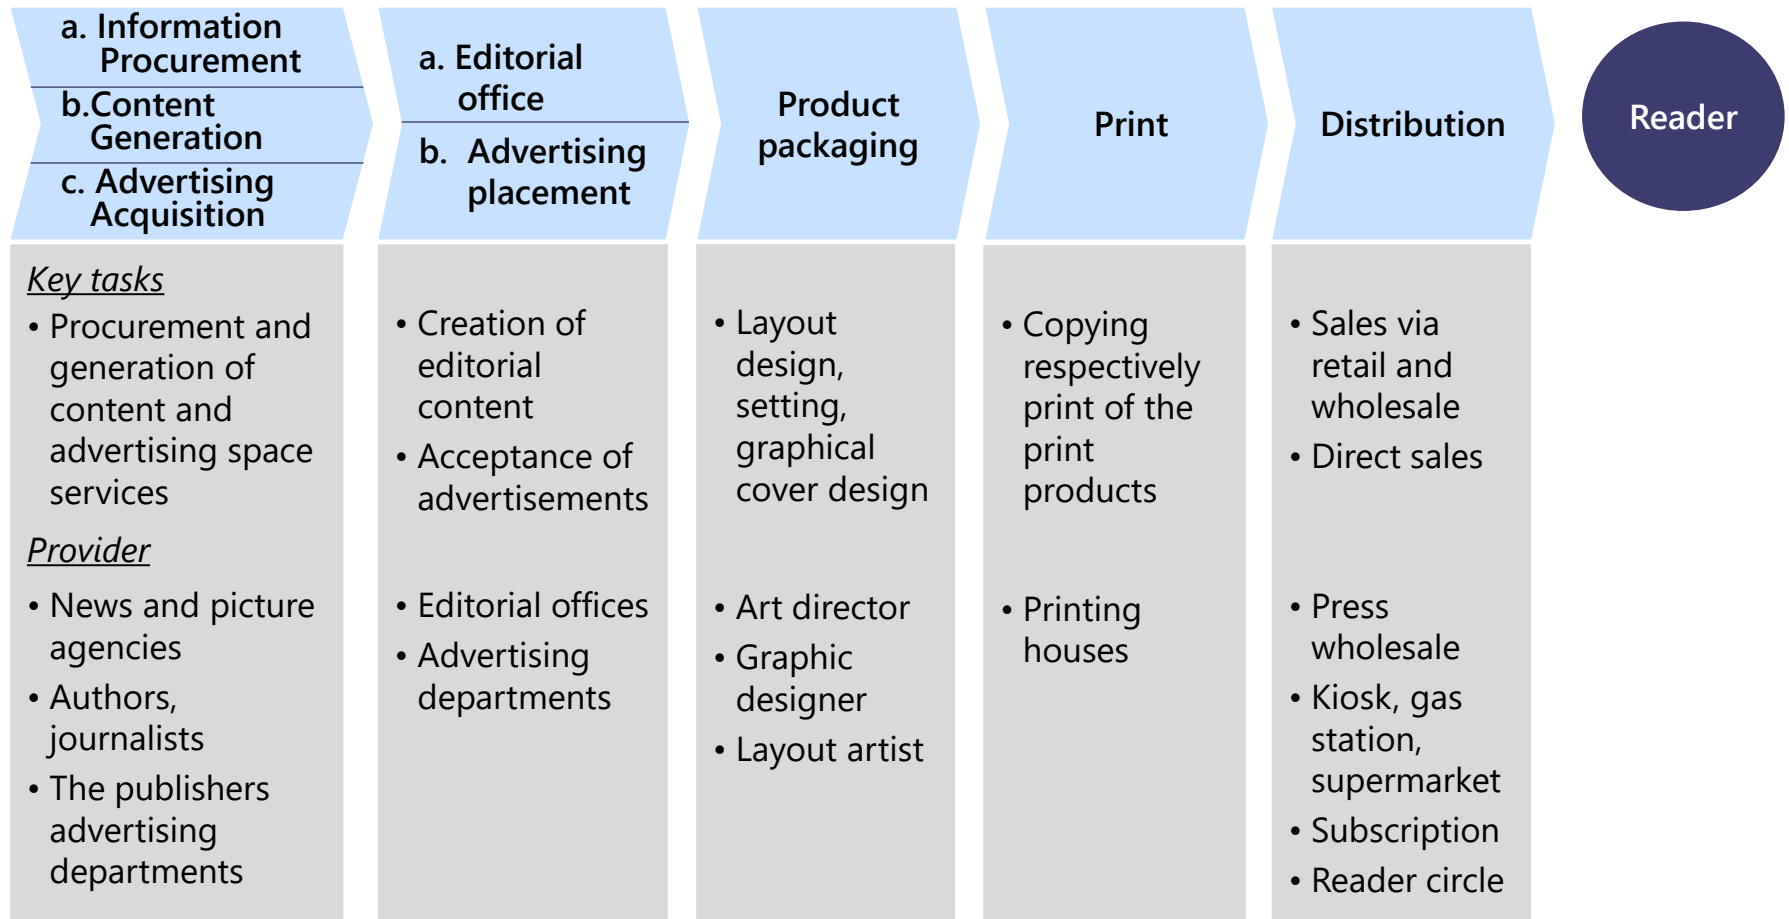 a. Information
Procurement
b.Content
Generation
c. Advertising
Acquisition
a. Editorial
office
b. Advertising
placement
Product
packaging
Print
Distribution
Reader
Key tasks
• Procurement and
generation of
content and
advertising space
services
Provider
• News and picture
agencies
• Authors,
journalists
• The publishers
advertising
departments
• Creation of
editorial
content
• Acceptance of
advertisements
• Editorial offices
• Advertising
departments
• Layout
design,
setting,
graphical
cover design
• Art director
• Graphic
designer
• Layout artist
• Copying
respectively
print of the
print
products
• Printing
houses
• Sales via
retail and
wholesale
• Direct sales
• Press
wholesale
• Kiosk, gas
station,
supermarket
• Subscription
• Reader circle